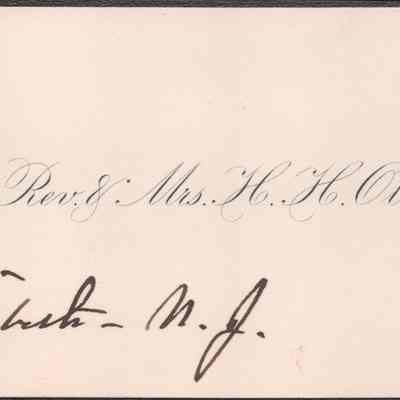 Rev. & Mrs. H. H.
N. J.